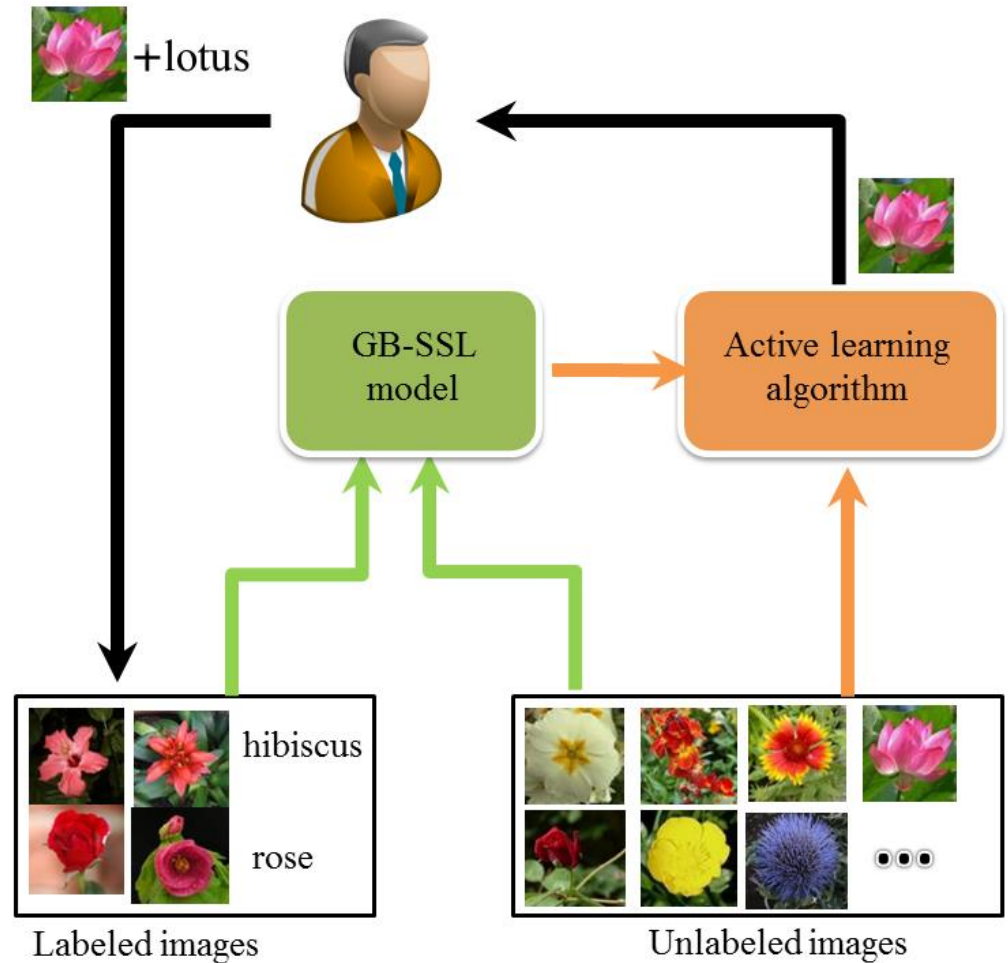 +lotus
GB-SSL
model
Active learning
algorithm
hibiscus
rose
Labeled images
Unlabeled images